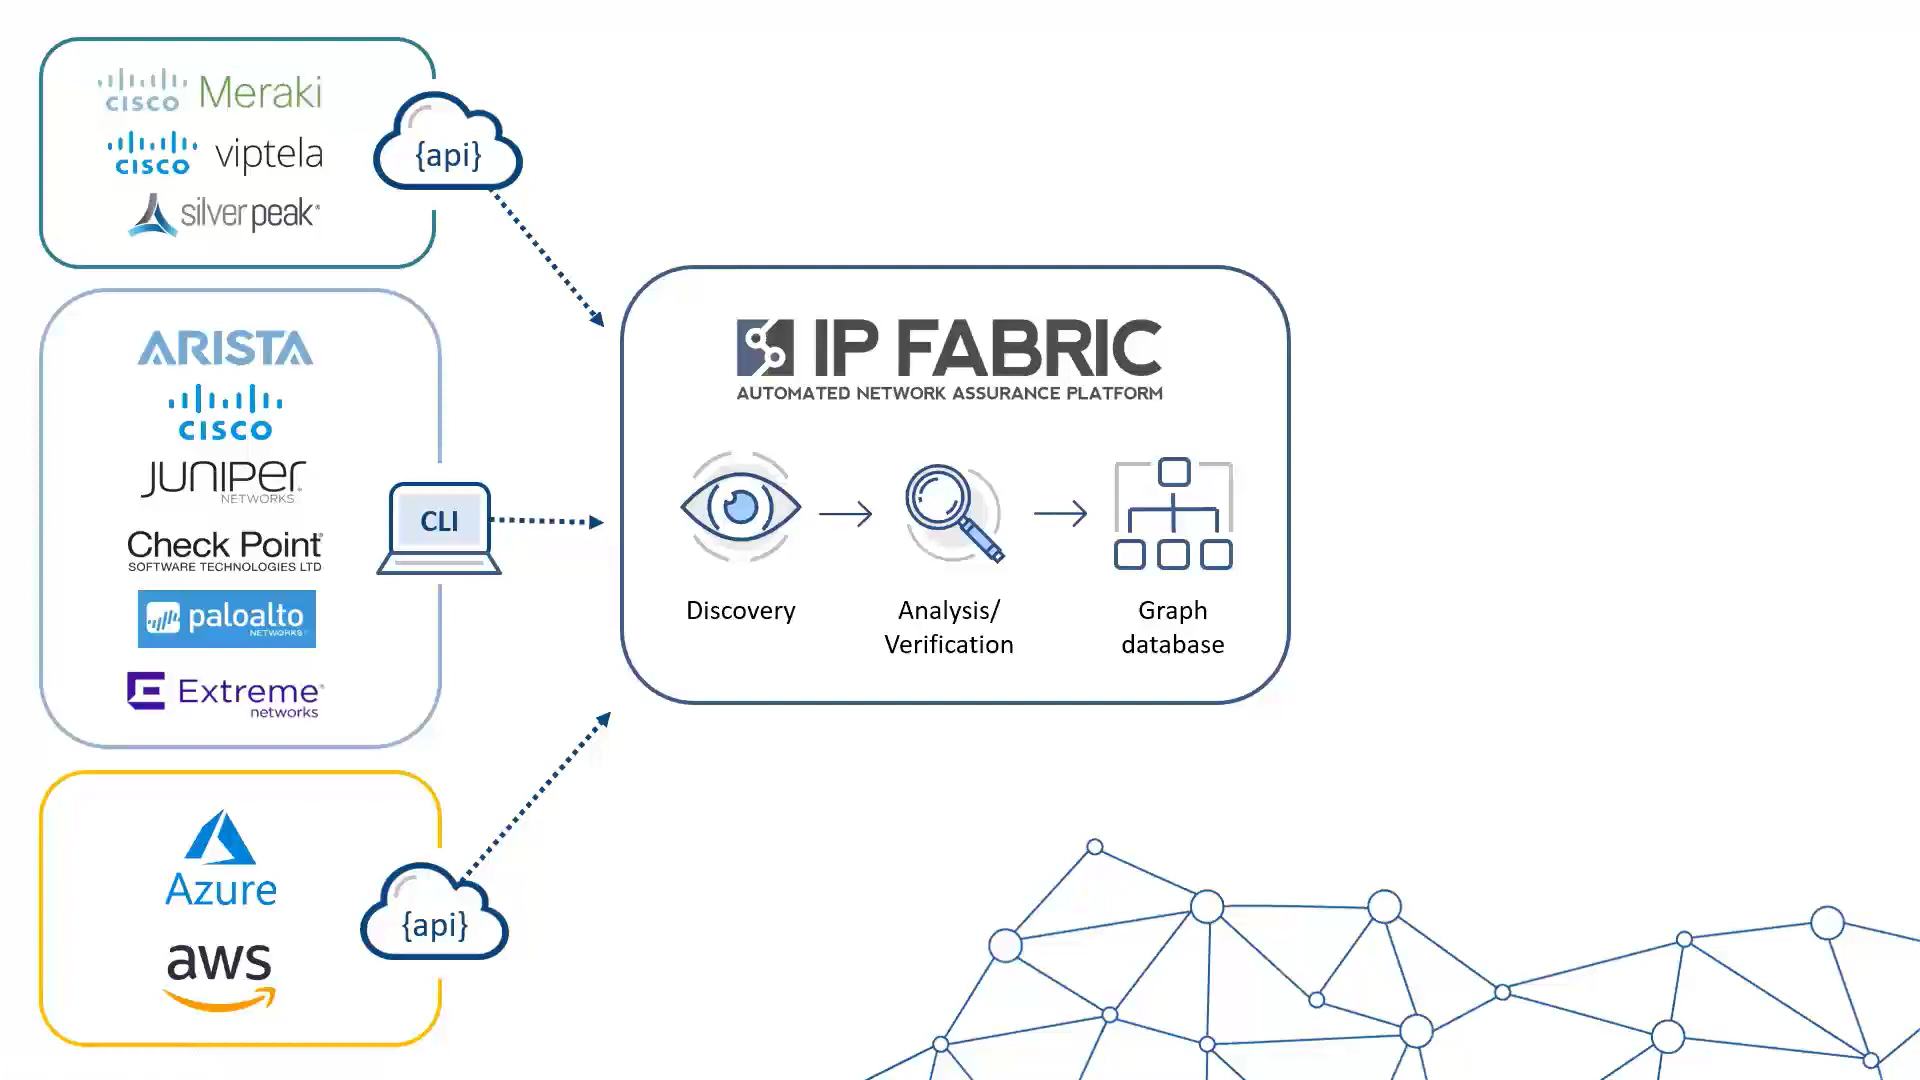 CISCO Meraki
{api}
CISCO viptela
silver peak
ARISTA
CISCO
JUNIPER
NETWORKS
CLI
Check Point
SOFTWARE TECHNOLOGIES LTD
paloalto
NETWORKS
Extreme
networks
Azure
aws
{api}
IP FABRIC
AUTOMATED NETWORK ASSURANCE PLATFORM
Discovery
Analysis/
Verification
Graph
database